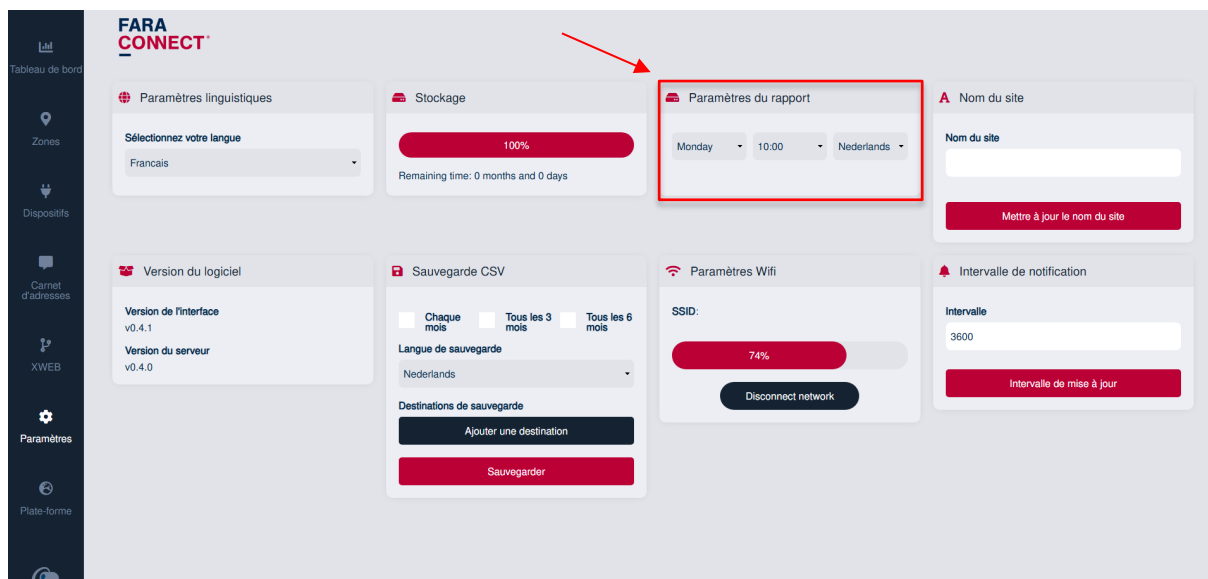 FARA
CONNECT
Tableau de bord
Zones
Dispositifs
Carnet
d'adresses
XWEB
Paramètres
Plate-forme
Paramètres linguistiques
Sélectionnez votre langue
Francais
Stockage
100%
Remaining time: 0 months and 0 days
Paramètres du rapport
Monday 10:00 Nederlands
A Nom du site
Nom du site
Mettre à jour le nom du site
Version du logiciel
Version de l'interface
v0.4.1
Version du serveur
v0.4.0
Sauvegarde CSV
Chaque
mois
Tous les 3
mois
Tous les 6
mois
Langue de sauvegarde
Nederlands
Destinations de sauvegarde
Ajouter une destination
Sauvegarder
Paramètres Wifi
SSID:
74%
Disconnect network
Intervalle de notification
Intervalle
3600
Intervalle de mise à jour